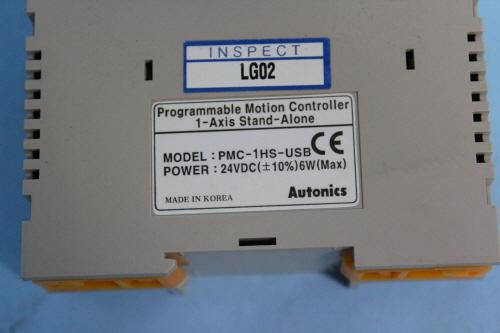 INSPECT
LG02
Programmable Motion Controller
1-Axis Stand-Alone
MODEL : PMC-1HS-USB CE
POWER : 24VDC(±10%)6W(Max)
MADE IN KOREA Autonics